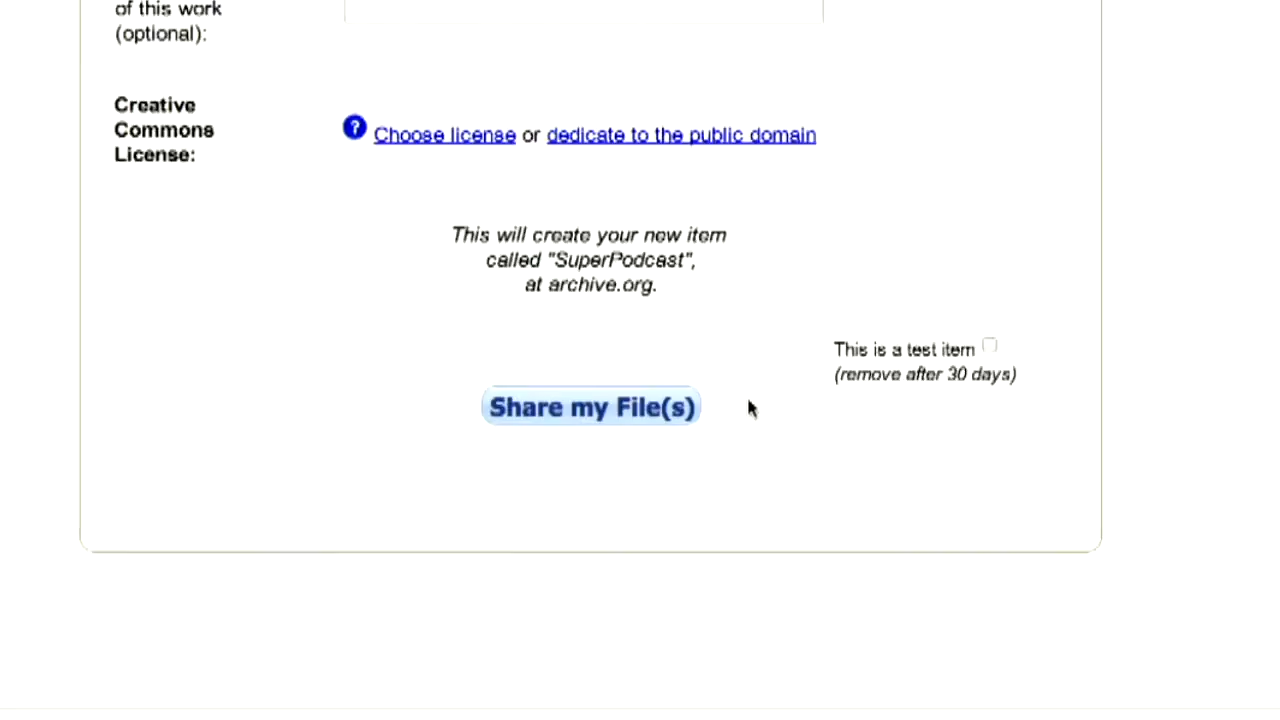 of this work
(optional):
Creative
Commons
License:
? Choose license or dedicate to the public domain
This will create your new item
called "SuperPodcast",
at archive.org.
This is a test item
(remove after 30 days)
Share my File(s)